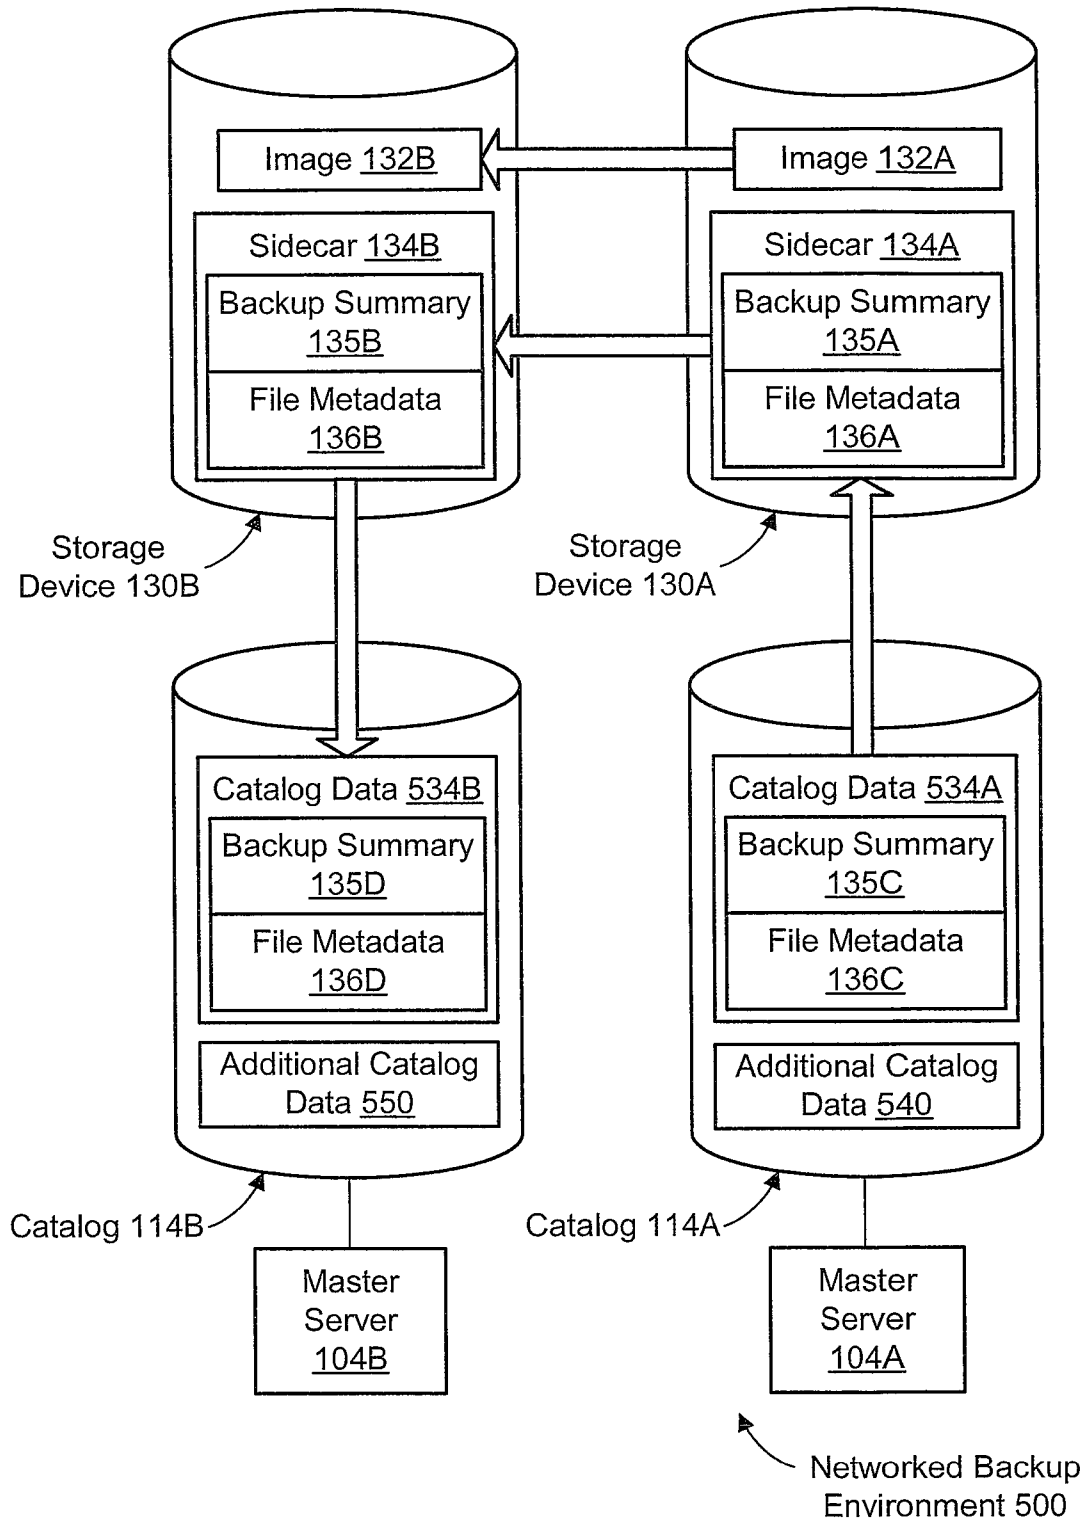 Image 132B
Image 132A
Sidecar 134B
Backup Summary
135B
File Metadata
136B
Sidecar 134A
Backup Summary
135A
File Metadata
136A
Storage
Device 130B
Storage
Device 130A
Catalog Data 534B
Backup Summary
135D
File Metadata
136D
Additional Catalog
Data 550
Catalog Data 534A
Backup Summary
135C
File Metadata
136C
Additional Catalog
Data 540
Catalog 114B
Catalog 114A
Master
Server
104B
Master
Server
104A
Networked Backup
Environment 500